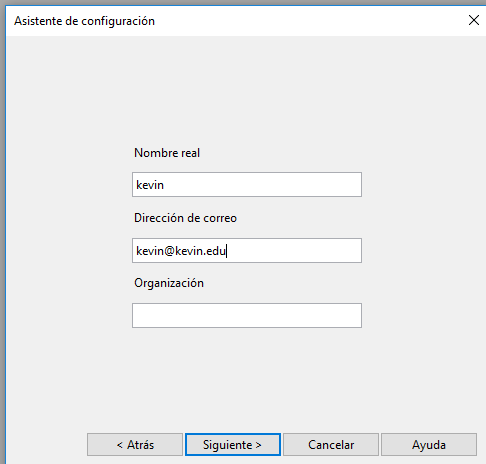 Asistente de configuración
Nombre real
kevin
Dirección de correo
kevin@kevin.edu
Organización
< Atrás Siguiente > Cancelar Ayuda